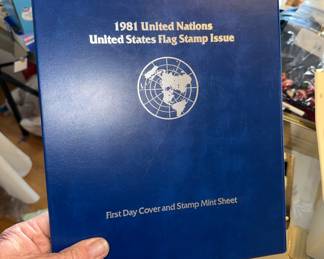 1981 United Nations
United States Flag Stamp Issue
First Day Cover and Stamp Mint Sheet